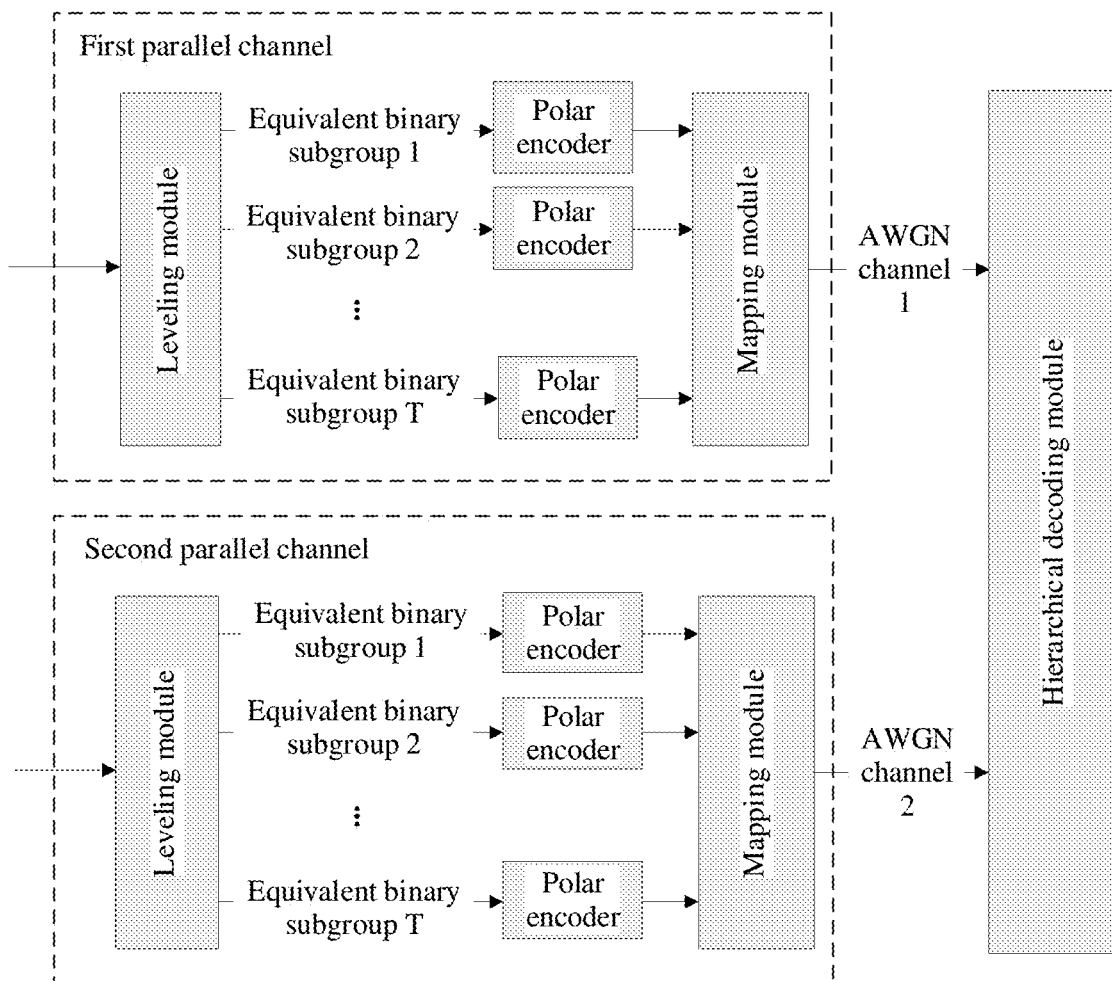 First parallel channel
Leveling module
Equivalent binary
subgroup 1
Polar
encoder
Equivalent binary
subgroup 2
Polar
encoder
Equivalent binary
subgroup T
Polar
encoder
Mapping module
AWGN
channel
1
Second parallel channel
Leveling module
Equivalent binary
subgroup 1
Polar
encoder
Equivalent binary
subgroup 2
Polar
encoder
Equivalent binary
subgroup T
Polar
encoder
Mapping module
AWGN
channel
2
Hierarchical decoding module